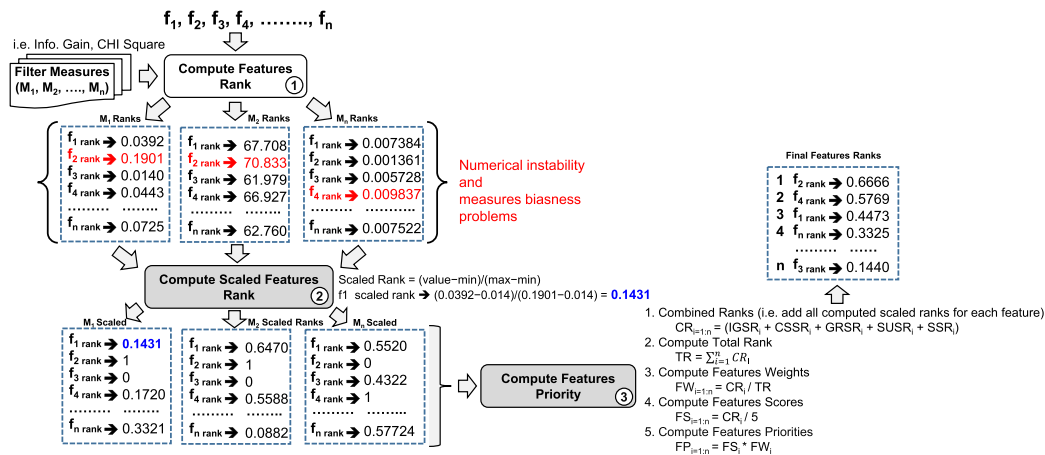 f1, f2, f3, f4, ........, fn
i.e. Info. Gain, CHI Square
Filter Measures
(M1, M2, ...., Mn)
Compute Features
Rank
1
M1 Ranks
f1 rank ➔ 0.0392
f2 rank ➔ 0.1901
f3 rank ➔ 0.0140
f4 rank ➔ 0.0443
........ ........
fn rank ➔ 0.0725
M2 Ranks
f1 rank ➔ 67.708
f2 rank ➔ 70.833
f3 rank ➔ 61.979
f4 rank ➔ 66.927
........ ......
fn rank ➔ 62.760
Mn Ranks
f1 rank ➔ 0.007384
f2 rank ➔ 0.001361
f3 rank ➔ 0.005728
f4 rank ➔ 0.009837
........ ........
fn rank ➔ 0.007522
Numerical instability
and
measures biasness
problems
Compute Scaled Features
Rank
2
Scaled Rank = (value−min)/(max−min)
f1 scaled rank ➔ (0.0392−0.014)/(0.1901−0.014) = 0.1431
M1 Scaled
f1 rank ➔ 0.1431
f2 rank ➔ 1
f3 rank ➔ 0
f4 rank ➔ 0.1720
........ ........
fn rank ➔ 0.3321
M2 Scaled Ranks
f1 rank ➔ 0.6470
f2 rank ➔ 1
f3 rank ➔ 0
f4 rank ➔ 0.5588
........ ......
fn rank ➔ 0.0882
Mn Scaled
f1 rank ➔ 0.5520
f2 rank ➔ 0
f3 rank ➔ 0.4322
f4 rank ➔ 1
........ .........
fn rank ➔ 0.57724
Compute Features
Priority
3
Final Features Ranks
1 f2 rank ➔ 0.6666
2 f4 rank ➔ 0.5769
3 f1 rank ➔ 0.4473
4 fn rank ➔ 0.3325
........ ......
n f3 rank ➔ 0.1440
1. Combined Ranks (i.e. add all computed scaled ranks for each feature)
CRi=1:n = (IGSRi + CSSRi + GRSRi + SUSRi + SSRi)
2. Compute Total Rank
TR = ∑ni=1 CRI
3. Compute Features Weights
FWi=1:n = CRi / TR
4. Compute Features Scores
FSi=1:n = CRi / 5
5. Compute Features Priorities
FPi=1:n = FSi * FWi